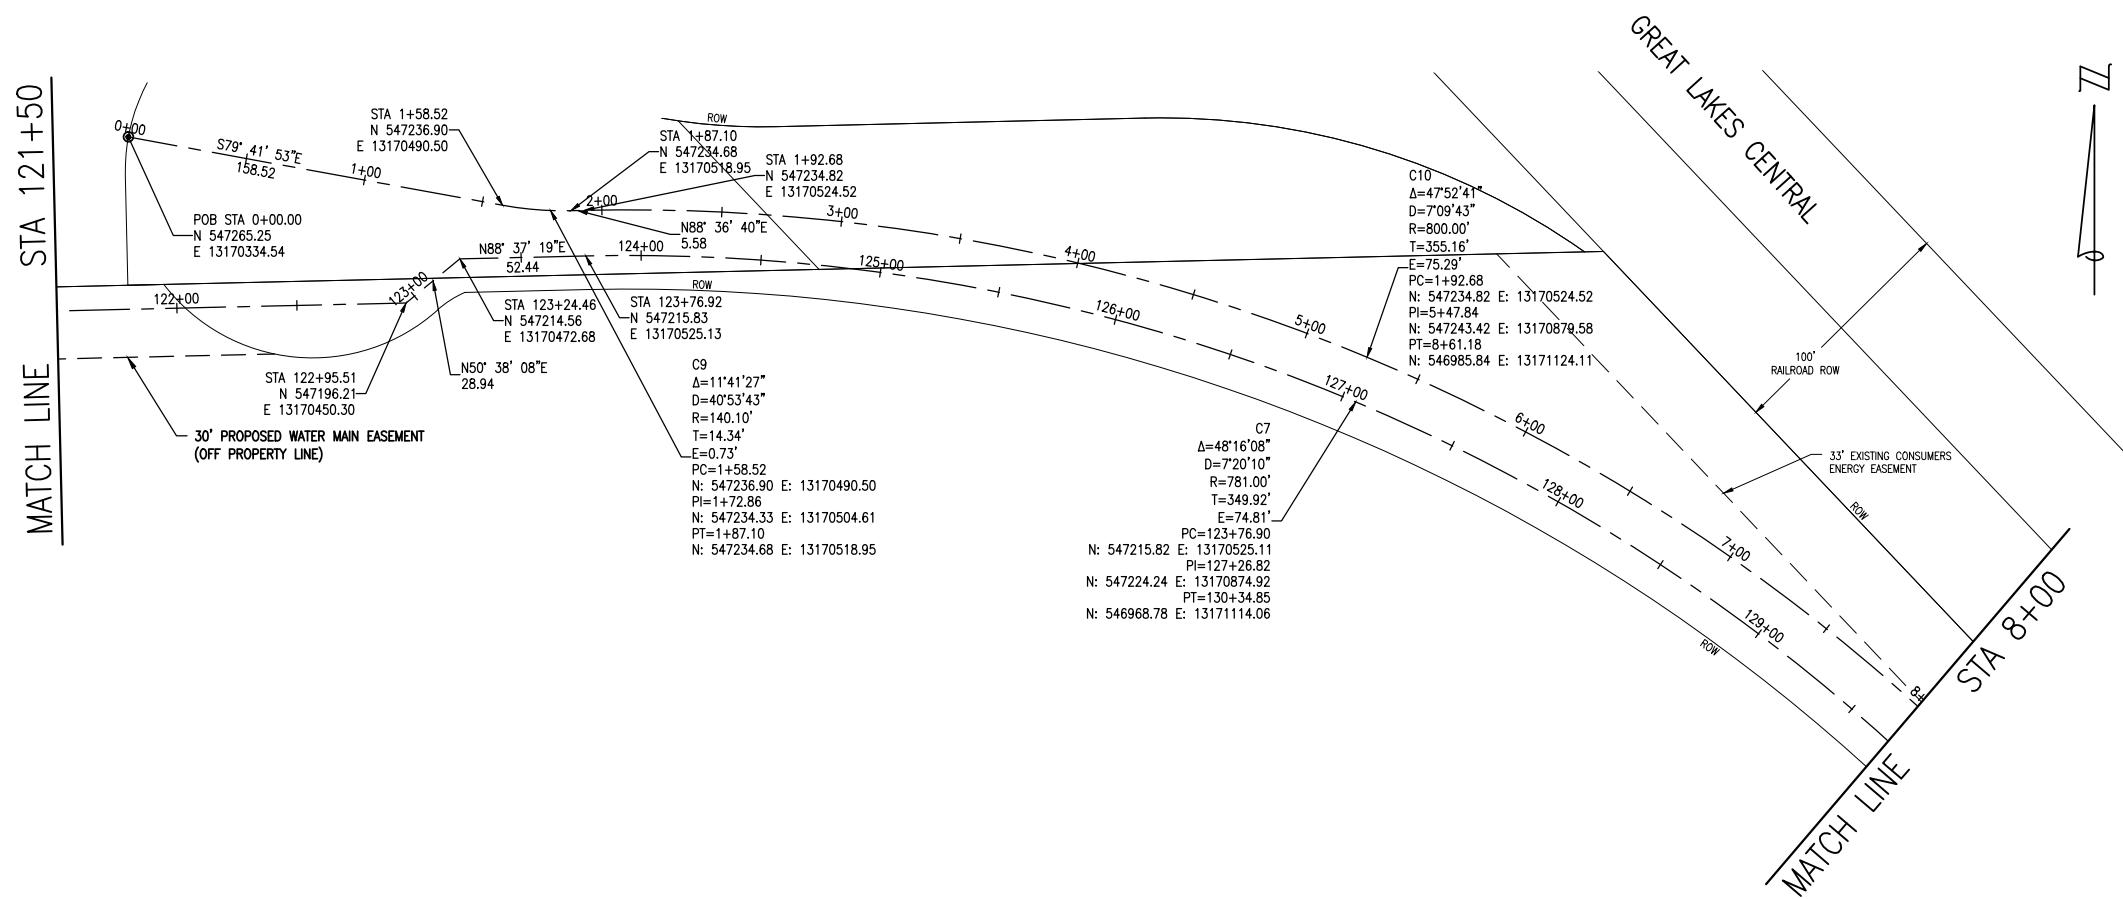 STA 121+50
MATCH LINE
0+00
S79° 41' 53"E
158.52
1+00
STA 1+58.52
N 547236.90
E 13170490.50
POB STA 0+00.00
N 547265.25
E 13170334.54
ROW
STA 1+87.10
N 547234.68
E 13170518.95
STA 1+92.68
N 547234.82
E 13170524.52
2+00
N88° 36' 40"E
5.58
3+00
4+00
5+00
6+00
7+00
8+
122+00
123+00
N88° 37' 19"E
52.44
124+00
125+00
126+00
127+00
128+00
129+00
ROW
STA 123+24.46
N 547214.56
E 13170472.68
STA 123+76.92
N 547215.83
E 13170525.13
N50° 38' 08"E
28.94
STA 122+95.51
N 547196.21
E 13170450.30
30' PROPOSED WATER MAIN EASEMENT
(OFF PROPERTY LINE)
C9
Δ=11°41'27"
D=40°53'43"
R=140.10'
T=14.34'
E=0.73'
PC=1+58.52
N: 547236.90 E: 13170490.50
PI=1+72.86
N: 547234.33 E: 13170504.61
PT=1+87.10
N: 547234.68 E: 13170518.95
C7
Δ=48°16'08"
D=7°20'10"
R=781.00'
T=349.92'
E=74.81'
PC=123+76.90
N: 547215.82 E: 13170525.11
PI=127+26.82
N: 547224.24 E: 13170874.92
PT=130+34.85
N: 546968.78 E: 13171114.06
C10
Δ=47°52'41"
D=7°09'43"
R=800.00'
T=355.16'
E=75.29'
PC=1+92.68
N: 547234.82 E: 13170524.52
PI=5+47.84
N: 547243.42 E: 13170879.58
PT=8+61.18
N: 546985.84 E: 13171124.11
GREAT LAKES CENTRAL
100'
RAILROAD ROW
33' EXISTING CONSUMERS
ENERGY EASEMENT
ROW
ROW
STA 8+00
MATCH LINE
N